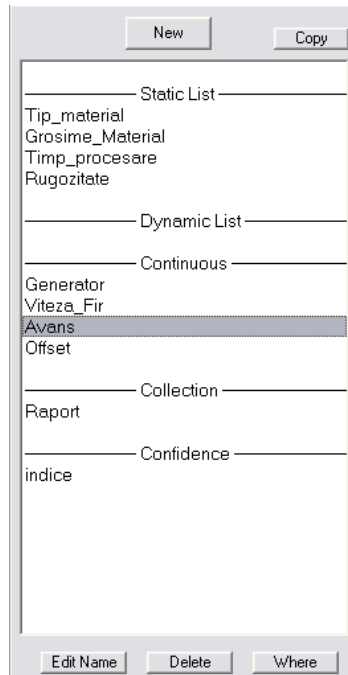 New
Copy
Static List
Tip_material
Grosime_Material
Timp_procesare
Rugozitate
Dynamic List
Continuous
Generator
Viteza_Fir
Avans
Offset
Collection
Raport
Confidence
indice
Edit Name Delete Where